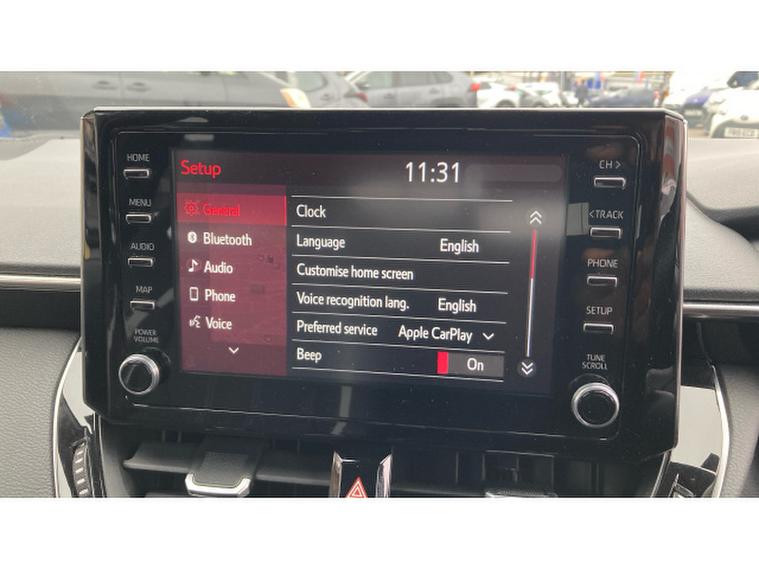 HOME
MENU
AUDIO
MAP
POWER
VOLUME
Setup
11:31
General
Bluetooth
Audio
Phone
Voice
Clock
Language English
Customise home screen
Voice recognition lang. English
Preferred service Apple CarPlay
Beep On
CH >
< TRACK
PHONE
SETUP
TUNE
SCROLL